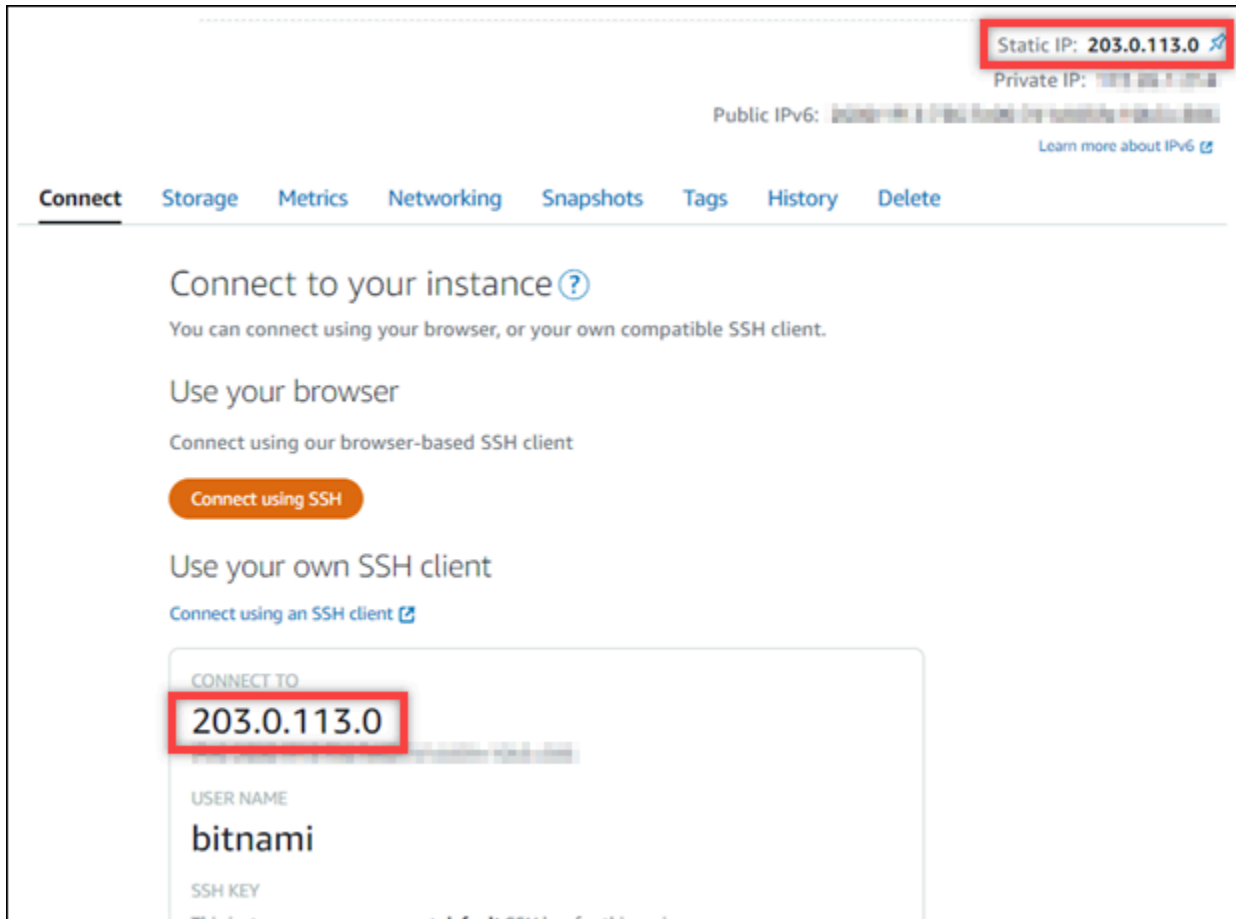 Static IP: 203.0.113.0
Private IP:
Public IPv6:
Learn more about IPv6
Connect Storage Metrics Networking Snapshots Tags History Delete
Connect to your instance ?
You can connect using your browser, or your own compatible SSH client.
Use your browser
Connect using our browser-based SSH client
Connect using SSH
Use your own SSH client
Connect using an SSH client
CONNECT TO
203.0.113.0
USER NAME
bitnami
SSH KEY